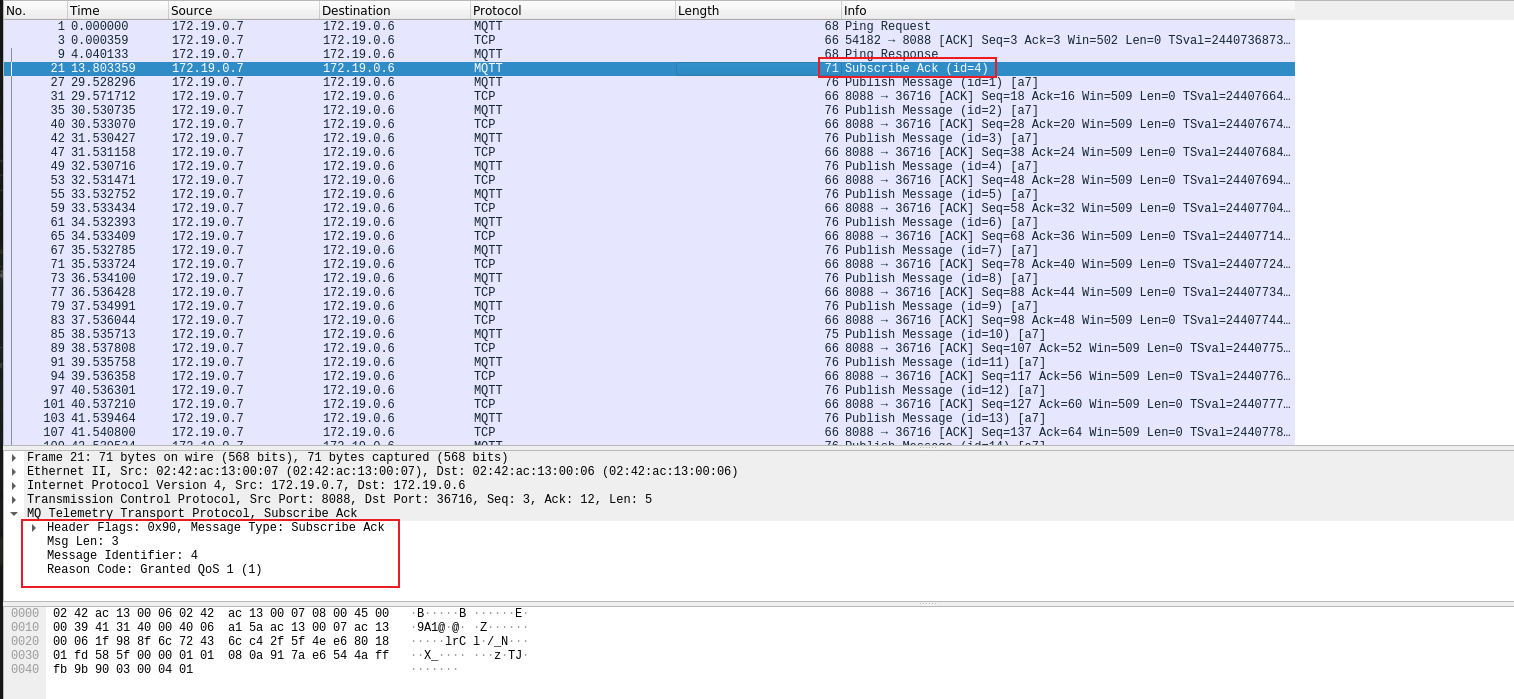 No. Time Source Destination Protocol Length Info
1 0.000000 172.19.0.7 172.19.0.6 MQTT 68 Ping Request
3 0.000359 172.19.0.7 172.19.0.6 TCP 66 54182 → 8088 [ACK] Seq=3 Ack=3 Win=502 Len=0 TSval=2440736873…
9 4.040133 172.19.0.7 172.19.0.6 MQTT 68 Ping Response
21 13.803359 172.19.0.7 172.19.0.6 MQTT 71 Subscribe Ack (id=4)
27 29.528296 172.19.0.7 172.19.0.6 MQTT 76 Publish Message (id=1) [a7]
31 29.571712 172.19.0.7 172.19.0.6 TCP 66 8088 → 36716 [ACK] Seq=18 Ack=16 Win=509 Len=0 TSval=24407664…
35 30.530735 172.19.0.7 172.19.0.6 MQTT 76 Publish Message (id=2) [a7]
40 30.533070 172.19.0.7 172.19.0.6 TCP 66 8088 → 36716 [ACK] Seq=28 Ack=20 Win=509 Len=0 TSval=24407674…
42 31.530427 172.19.0.7 172.19.0.6 MQTT 76 Publish Message (id=3) [a7]
47 31.531158 172.19.0.7 172.19.0.6 TCP 66 8088 → 36716 [ACK] Seq=38 Ack=24 Win=509 Len=0 TSval=24407684…
49 32.530716 172.19.0.7 172.19.0.6 MQTT 76 Publish Message (id=4) [a7]
53 32.531471 172.19.0.7 172.19.0.6 TCP 66 8088 → 36716 [ACK] Seq=48 Ack=28 Win=509 Len=0 TSval=24407694…
55 33.532752 172.19.0.7 172.19.0.6 MQTT 76 Publish Message (id=5) [a7]
59 33.533434 172.19.0.7 172.19.0.6 TCP 66 8088 → 36716 [ACK] Seq=58 Ack=32 Win=509 Len=0 TSval=24407704…
61 34.532393 172.19.0.7 172.19.0.6 MQTT 76 Publish Message (id=6) [a7]
65 34.533409 172.19.0.7 172.19.0.6 TCP 66 8088 → 36716 [ACK] Seq=68 Ack=36 Win=509 Len=0 TSval=24407714…
67 35.532785 172.19.0.7 172.19.0.6 MQTT 76 Publish Message (id=7) [a7]
71 35.533724 172.19.0.7 172.19.0.6 TCP 66 8088 → 36716 [ACK] Seq=78 Ack=40 Win=509 Len=0 TSval=24407724…
73 36.534100 172.19.0.7 172.19.0.6 MQTT 76 Publish Message (id=8) [a7]
77 36.536428 172.19.0.7 172.19.0.6 TCP 66 8088 → 36716 [ACK] Seq=88 Ack=44 Win=509 Len=0 TSval=24407734…
79 37.534991 172.19.0.7 172.19.0.6 MQTT 76 Publish Message (id=9) [a7]
83 37.536044 172.19.0.7 172.19.0.6 TCP 66 8088 → 36716 [ACK] Seq=98 Ack=48 Win=509 Len=0 TSval=24407744…
85 38.535713 172.19.0.7 172.19.0.6 MQTT 75 Publish Message (id=10) [a7]
89 38.537808 172.19.0.7 172.19.0.6 TCP 66 8088 → 36716 [ACK] Seq=107 Ack=52 Win=509 Len=0 TSval=2440775…
91 39.535758 172.19.0.7 172.19.0.6 MQTT 76 Publish Message (id=11) [a7]
94 39.536358 172.19.0.7 172.19.0.6 TCP 66 8088 → 36716 [ACK] Seq=117 Ack=56 Win=509 Len=0 TSval=2440776…
97 40.536301 172.19.0.7 172.19.0.6 MQTT 76 Publish Message (id=12) [a7]
101 40.537210 172.19.0.7 172.19.0.6 TCP 66 8088 → 36716 [ACK] Seq=127 Ack=60 Win=509 Len=0 TSval=2440777…
103 41.539464 172.19.0.7 172.19.0.6 MQTT 76 Publish Message (id=13) [a7]
107 41.540800 172.19.0.7 172.19.0.6 TCP 66 8088 → 36716 [ACK] Seq=137 Ack=64 Win=509 Len=0 TSval=2440778…
172.19.0.7 172.19.0.6 MQTT 76 Publish Message (id=14) [a7]
Frame 21: 71 bytes on wire (568 bits), 71 bytes captured (568 bits)
Ethernet II, Src: 02:42:ac:13:00:07 (02:42:ac:13:00:07), Dst: 02:42:ac:13:00:06 (02:42:ac:13:00:06)
Internet Protocol Version 4, Src: 172.19.0.7, Dst: 172.19.0.6
Transmission Control Protocol, Src Port: 8088, Dst Port: 36716, Seq: 3, Ack: 12, Len: 5
MQ Telemetry Transport Protocol, Subscribe Ack
Header Flags: 0x90, Message Type: Subscribe Ack
Msg Len: 3
Message Identifier: 4
Reason Code: Granted QoS 1 (1)
0000 02 42 ac 13 00 06 02 42 ac 13 00 07 08 00 45 00 ·B·····B ······E·
0010 00 39 41 31 40 00 40 06 a1 5a ac 13 00 07 ac 13 ·9A1@·@· ·Z······
0020 00 06 1f 98 8f 6c 72 43 6c c4 2f 5f 4e e6 80 18 ·····lrC l·/_N···
0030 01 fd 58 5f 00 00 01 01 08 0a 91 7a e6 54 4a ff ··X_···· ···z·TJ·
0040 fb 9b 90 03 00 04 01 ·······